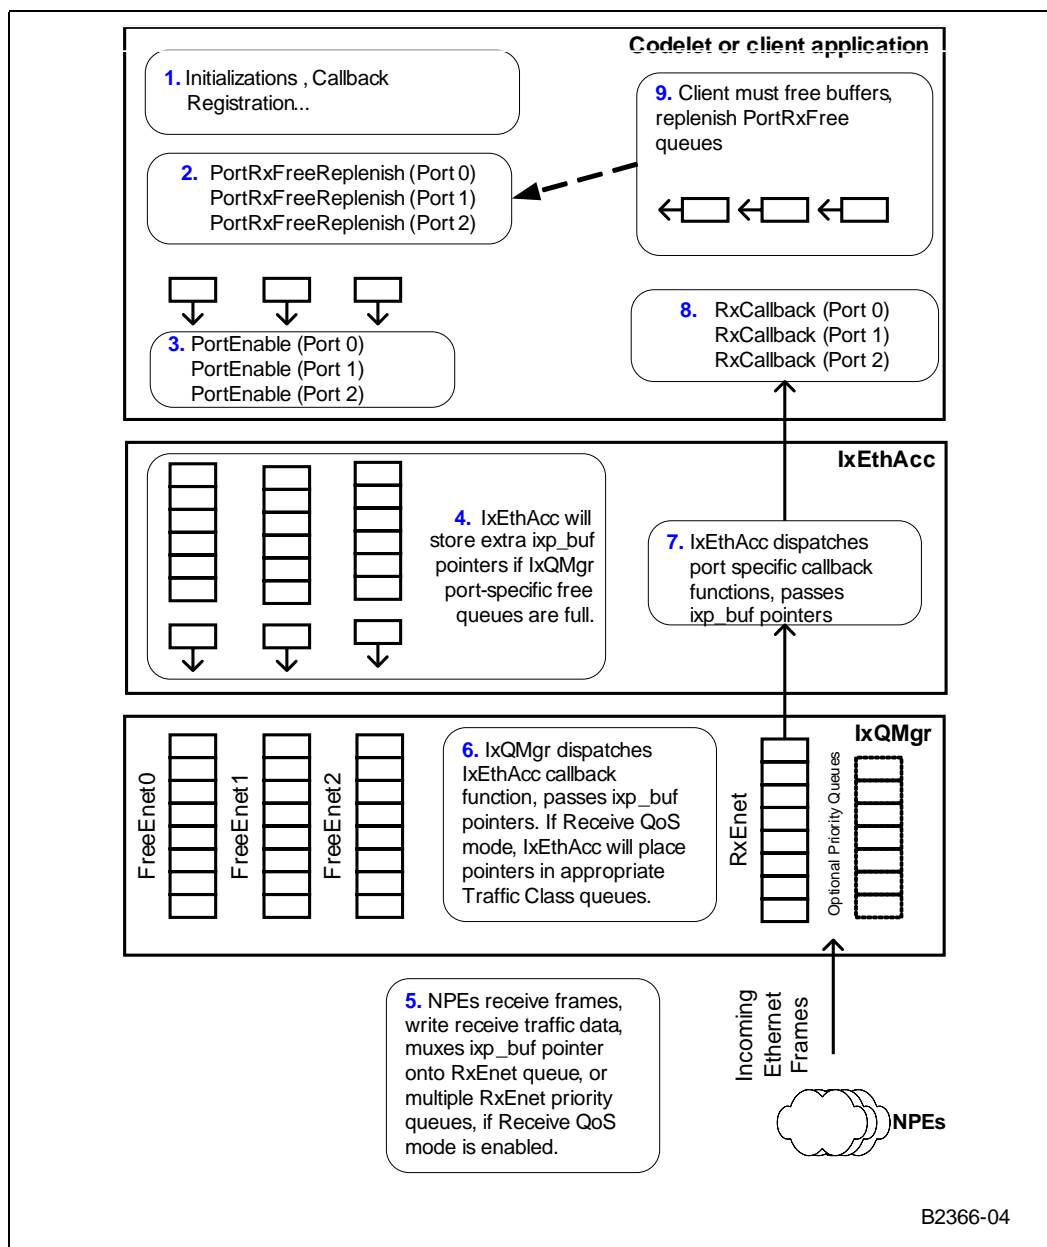 Codelet or client application
1. Initializations , Callback
Registration...
2. PortRxFreeReplenish (Port 0)
PortRxFreeReplenish (Port 1)
PortRxFreeReplenish (Port 2)
9. Client must free buffers,
replenish PortRxFree
queues
3. PortEnable (Port 0)
PortEnable (Port 1)
PortEnable (Port 2)
8. RxCallback (Port 0)
RxCallback (Port 1)
RxCallback (Port 2)
IxEthAcc
4. IxEthAcc will
store extra ixp_buf
pointers if IxQMgr
port-specific free
queues are full.
7. IxEthAcc dispatches
port specific callback
functions, passes
ixp_buf pointers
IxQMgr
FreeEnet0
FreeEnet1
FreeEnet2
6. IxQMgr dispatches
IxEthAcc callback
function, passes ixp_buf
pointers. If Receive QoS
mode, IxEthAcc will place
pointers in appropriate
Traffic Class queues.
RxEnet
Optional Priority Queues
5. NPEs receive frames,
write receive traffic data,
muxes ixp_buf pointer
onto RxEnet queue, or
multiple RxEnet priority
queues, if Receive QoS
mode is enabled.
Incoming
Ethernet
Frames
NPEs
B2366-04